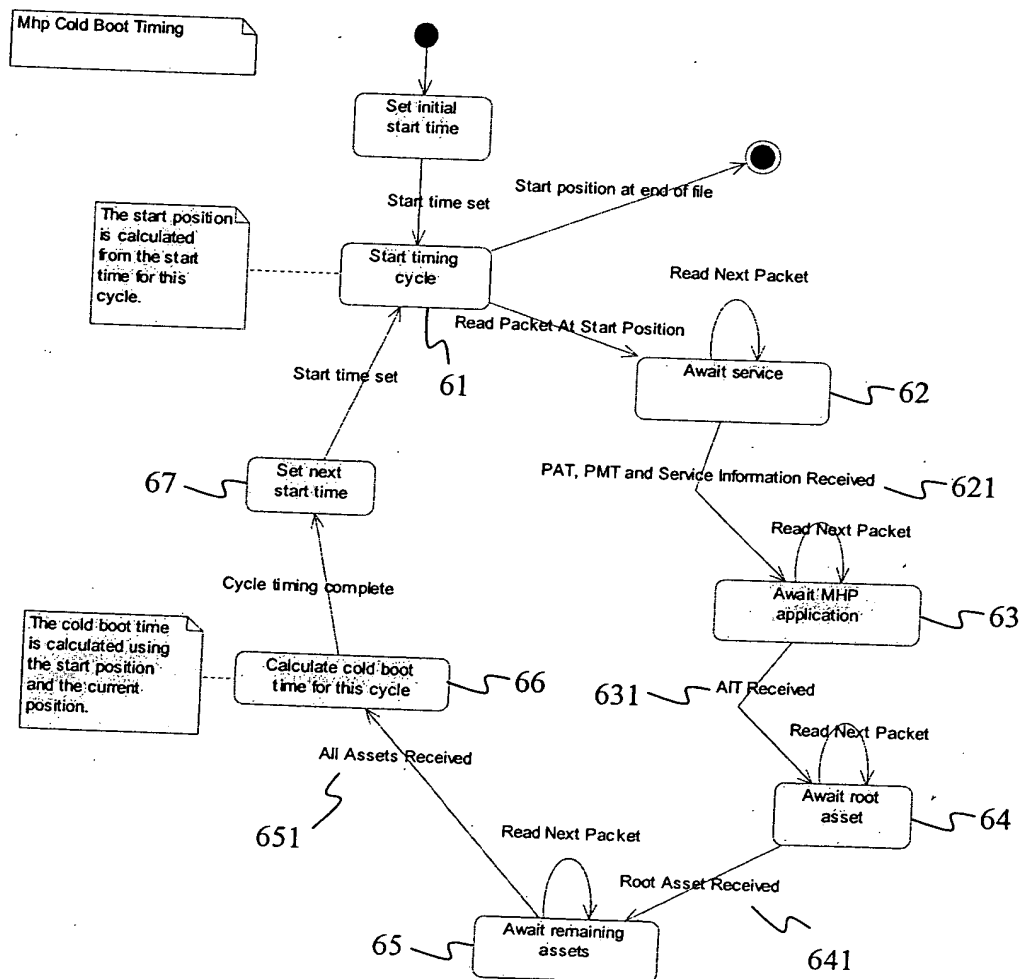 Mhp Cold Boot Timing
Set initial
start time
Start time set
Start position at end of file
The start position
is calculated
from the start
time for this
cycle.
Start timing
cycle
Read Next Packet
Read Packet At Start Position
61
Start time set
Await service
62
67
Set next
start time
PAT, PMT and Service Information Received
621
Read Next Packet
Cycle timing complete
Await MHP
application
63
The cold boot time
is calculated using
the start position
and the current
position.
Calculate cold boot
time for this cycle
66
631
AIT Received
Read Next Packet
All Assets Received
651
Await root
asset
64
Read Next Packet
Root Asset Received
65
Await remaining
assets
641